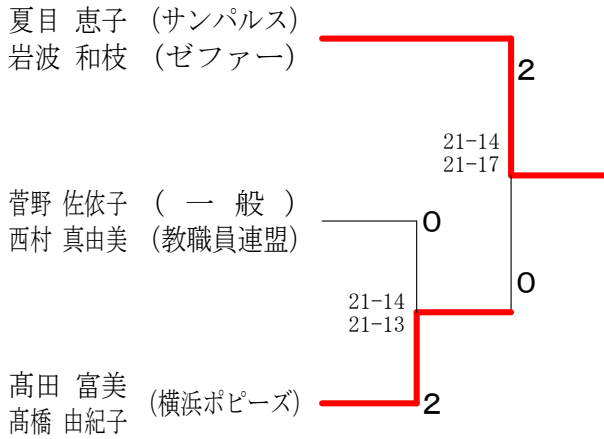 夏目 恵子 (サンパルス)
岩波 和枝 (ゼファー)
2
21-14
21-17
菅野 佐依子 ( 一 般 )
西村 真由美 (教職員連盟)
0
0
21-14
21-13
髙田 富美
髙橋 由紀子
(横浜ポピーズ)
2